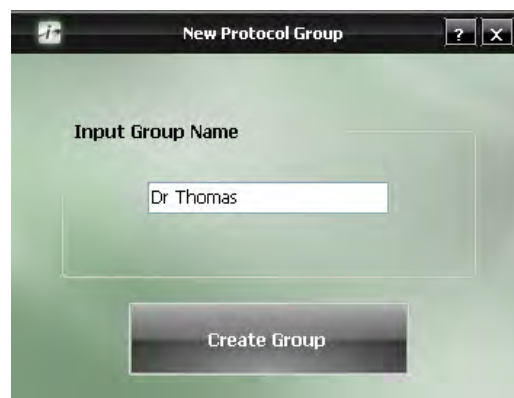 New Protocol Group
? X
Input Group Name
Dr Thomas
Create Group